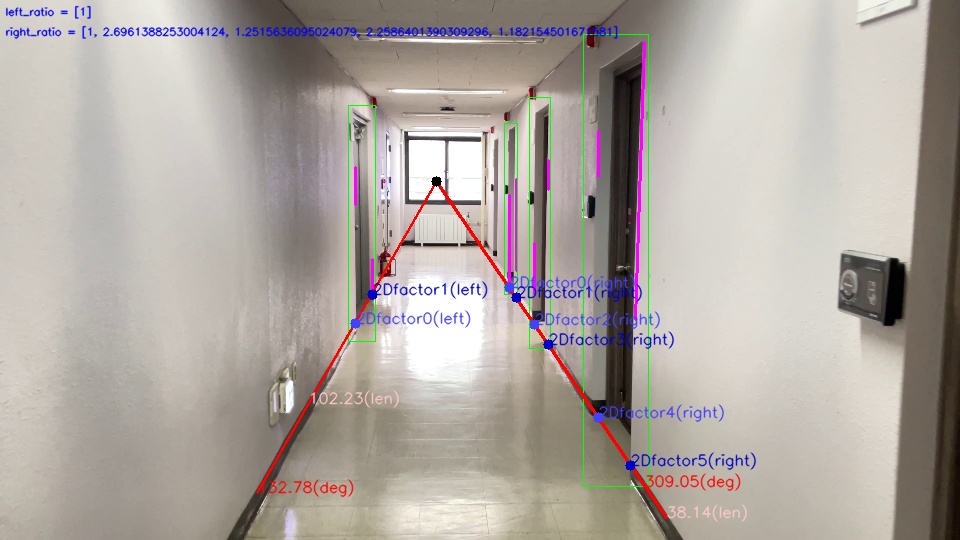 left_ratio = [1]
right_ratio = [1, 2.6961388253004124, 1.2515636095024079, 2.2586401390309296, 1.182154501671581]
2Dfactor0(right)
2Dfactor1(left)
2Dfactor1(right)
2Dfactor0(left)
2Dfactor2(right)
2Dfactor3(right)
102.23(len)
2Dfactor4(right)
2Dfactor5(right)
309.05(deg)
32.78(deg)
38.14(len)